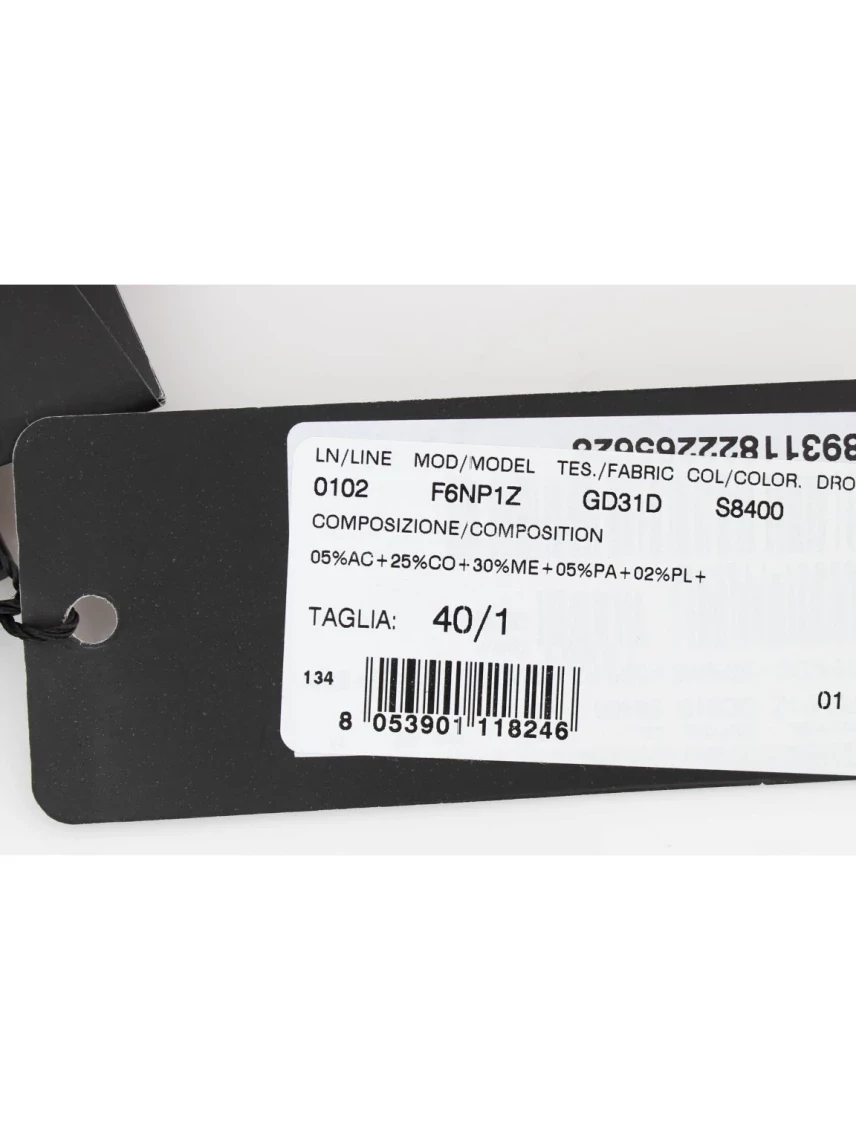 LN/LINE MOD/MODEL TES./FABRIC COL/COLOR. DRO
0102 F6NP1Z GD31D S8400
COMPOSIZIONE/COMPOSITION
05%AC+25%CO+30%ME+05%PA+02%PL+
TAGLIA: 40/1
134
8 053901 118246
01